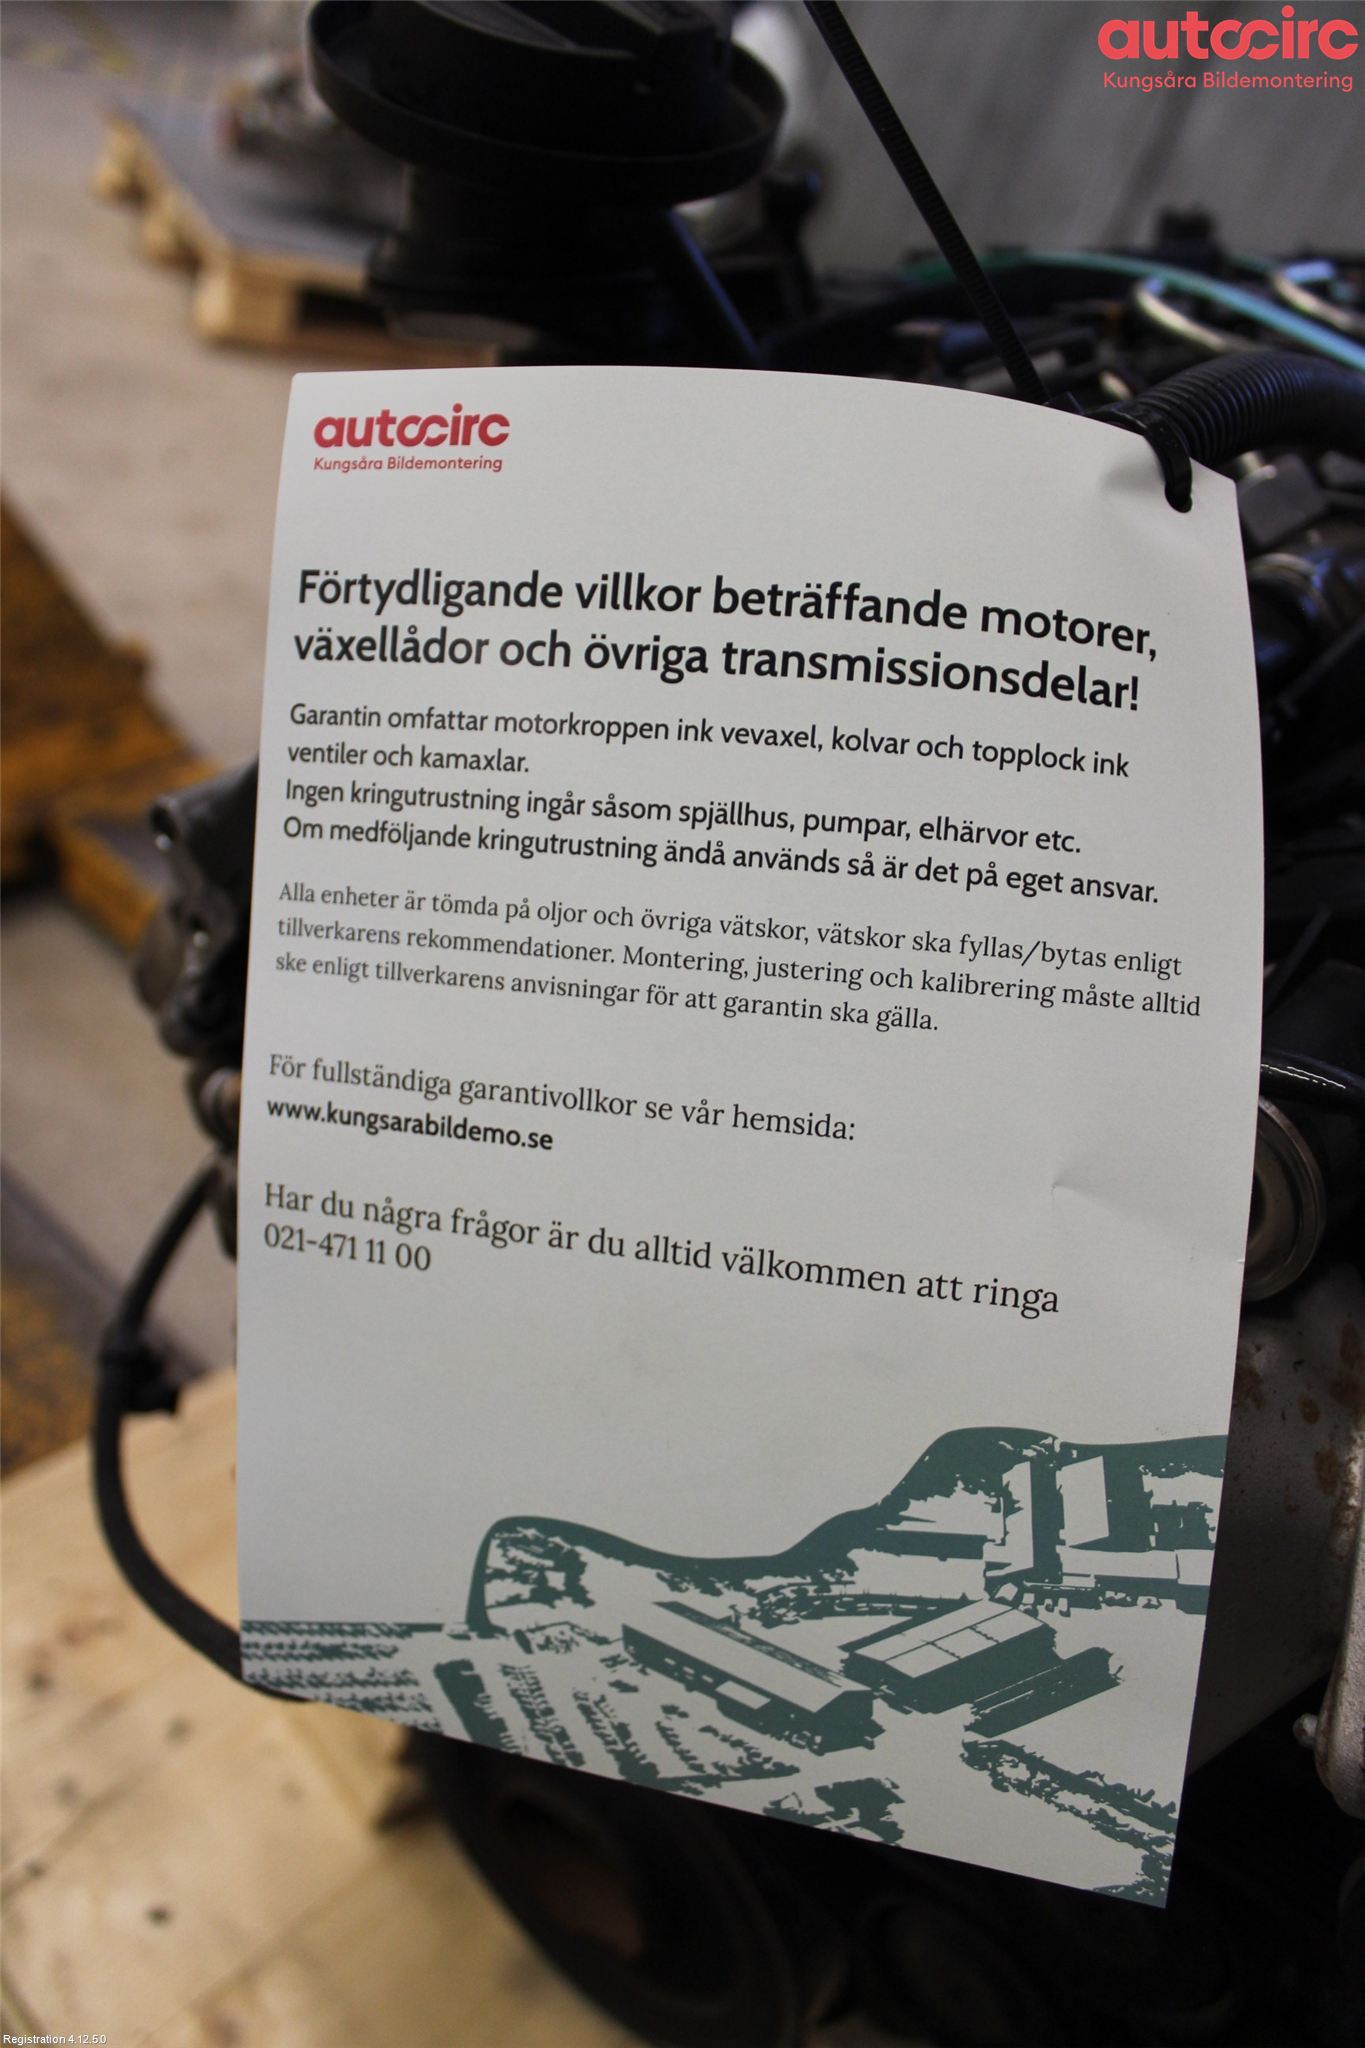 autocirc
Kungsåra Bildemontering
autocirc
Kungsåra Bildemontering
Förtydligande villkor beträffande motorer,
växellådor och övriga transmissionsdelar!
Garantin omfattar motorkroppen ink vevaxel, kolvar och topplock ink
ventiler och kamaxlar.
Ingen kringutrustning ingår såsom spjällhus, pumpar, elhärvor etc.
Om medföljande kringutrustning ändå används så är det på eget ansvar.
Alla enheter är tömda på oljor och övriga vätskor, vätskor ska fyllas/bytas enligt
tillverkarens rekommendationer. Montering, justering och kalibrering måste alltid
ske enligt tillverkarens anvisningar för att garantin ska gälla.
För fullständiga garantivollkor se vår hemsida:
www.kungsarabildemo.se
Har du några frågor är du alltid välkommen att ringa
021-471 11 00
Registration 4.12.5.0